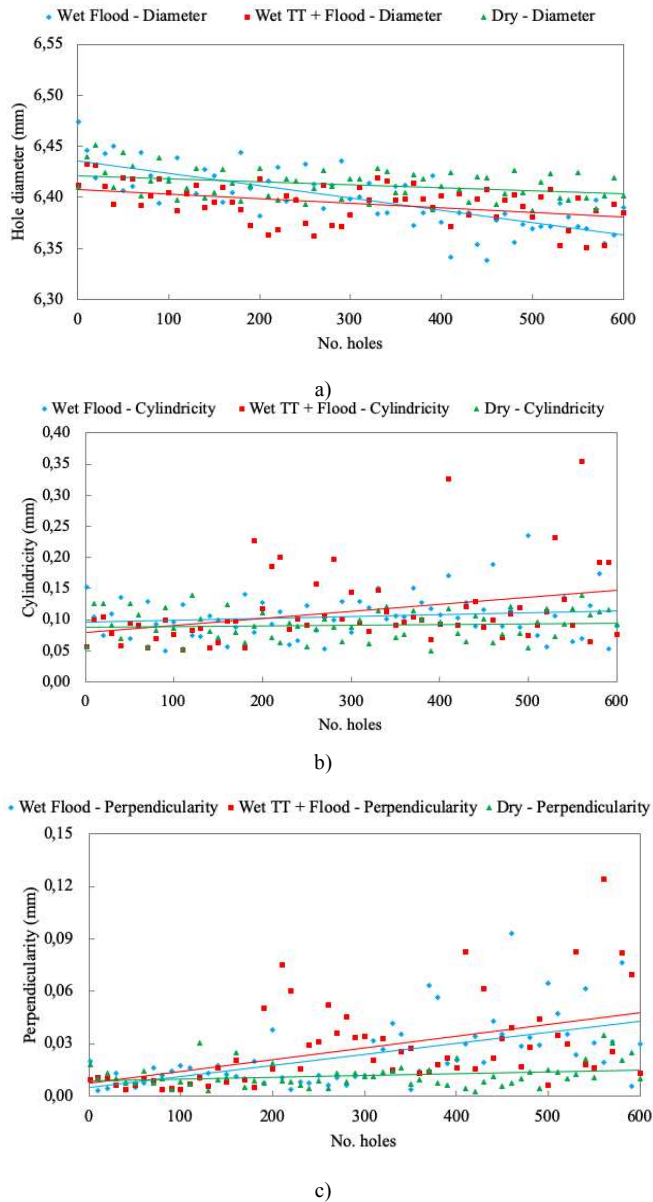 Wet Flood - Diameter Wet TT + Flood - Diameter Dry - Diameter
6,55
6,50
6,45
6,40
6,35
6,30
Hole diameter (mm)
0 100 200 300 400 500 600
No. holes
a)
Wet Flood - Cylindricity Wet TT + Flood - Cylindricity Dry - Cylindricity
0,40
0,35
0,30
0,25
0,20
0,15
0,10
0,05
0,00
Cylindricity (mm)
0 100 200 300 400 500 600
No. holes
b)
Wet Flood - Perpendicularity Wet TT + Flood - Perpendicularity Dry - Perpendicularity
0,15
0,12
0,09
0,06
0,03
0,00
Perpendicularity (mm)
0 100 200 300 400 500 600
No. holes
c)